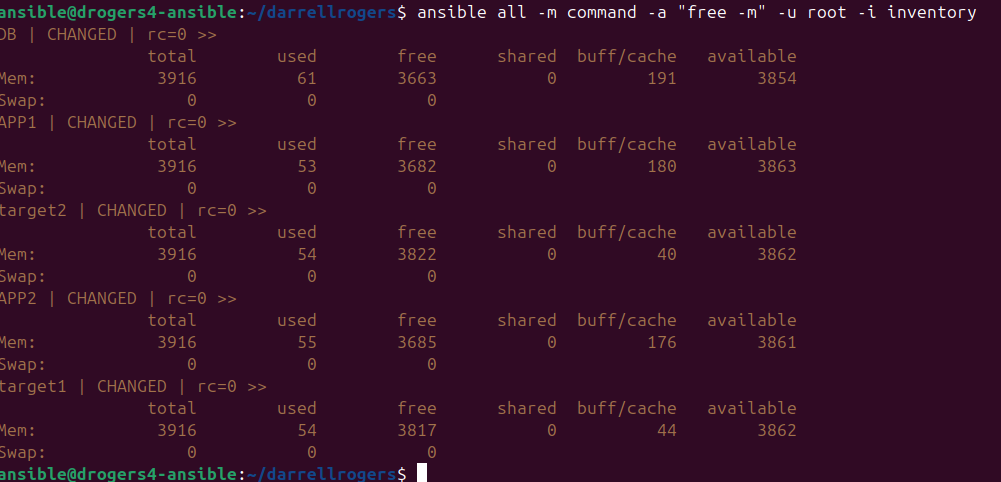 ansible@drogers4-ansible:~/darrellrogers$ ansible all -m command -a "free -m" -u root -i inventory
DB | CHANGED | rc=0 >>
total used free shared buff/cache available
Mem: 3916 61 3663 0 191 3854
Swap: 0 0 0
APP1 | CHANGED | rc=0 >>
total used free shared buff/cache available
Mem: 3916 53 3682 0 180 3863
Swap: 0 0 0
target2 | CHANGED | rc=0 >>
total used free shared buff/cache available
Mem: 3916 54 3822 0 40 3862
Swap: 0 0 0
APP2 | CHANGED | rc=0 >>
total used free shared buff/cache available
Mem: 3916 55 3685 0 176 3861
Swap: 0 0 0
target1 | CHANGED | rc=0 >>
total used free shared buff/cache available
Mem: 3916 54 3817 0 44 3862
Swap: 0 0 0
ansible@drogers4-ansible:~/darrellrogers$